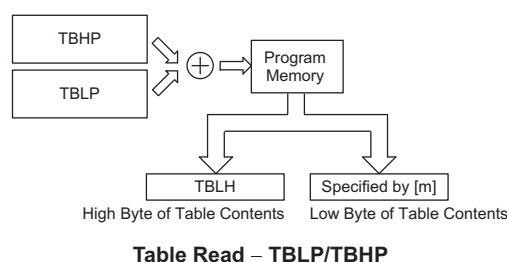 TBHP
TBLP
Program
Memory
TBLH
Specified by [m]
High Byte of Table Contents
Low Byte of Table Contents
Table Read – TBLP/TBHP